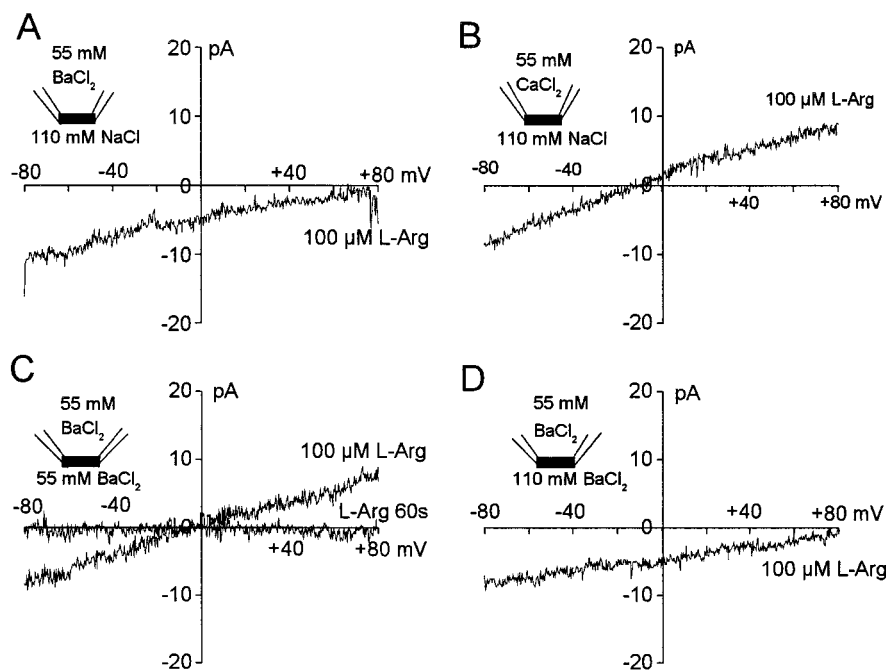 A
20
pA
55 mM
BaCl2
110 mM NaCl
10
-80
-40
0
+40
+80 mV
100 µM L-Arg
-10
-20
B
20
pA
55 mM
CaCl2
110 mM NaCl
10
100 µM L-Arg
-80
-40
0
+40
+80 mV
-10
-20
C
20
pA
55 mM
BaCl2
55 mM BaCl2
10
100 µM L-Arg
-80
-40
L-Arg 60s
0
+40
+80 mV
-10
-20
D
20
pA
55 mM
BaCl2
110 mM BaCl2
10
-80
-40
0
+40
+80 mV
100 µM L-Arg
-10
-20